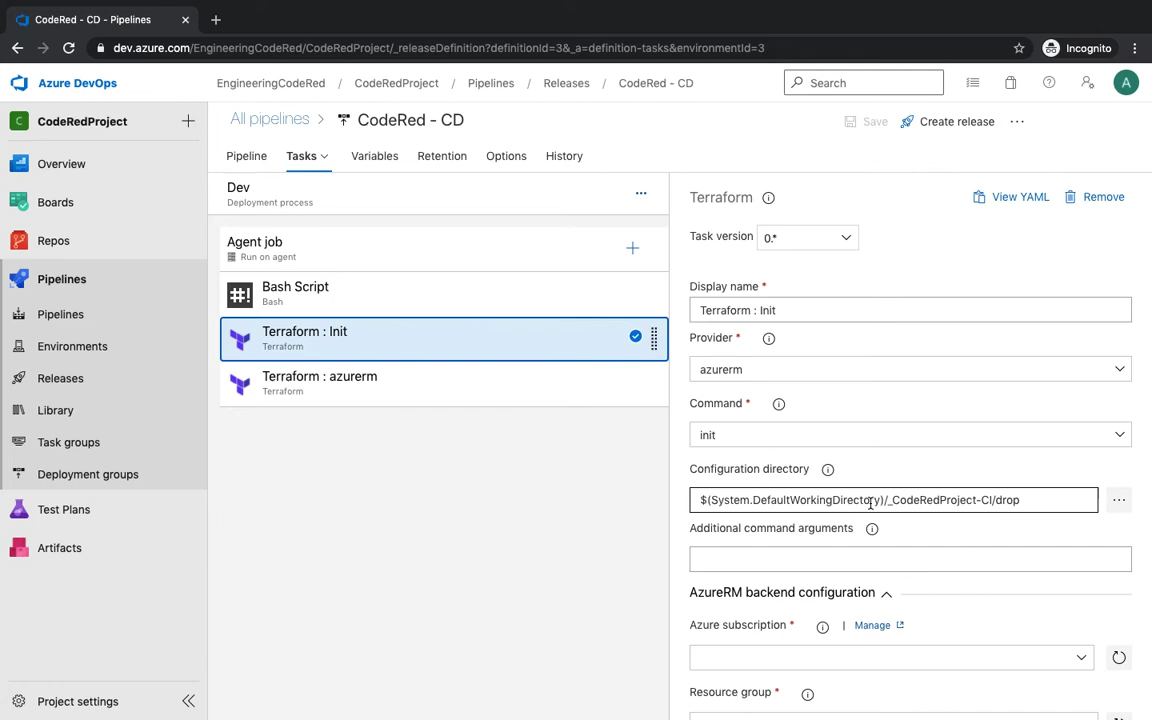 CodeRed - CD - Pipelines
dev.azure.com/EngineeringCodeRed/CodeRedProject/_releaseDefinition?definitionId=3&_a=definition-tasks&environmentId=3
Incognito
Azure DevOps
EngineeringCodeRed / CodeRedProject / Pipelines / Releases / CodeRed - CD
Search
A
C CodeRedProject
All pipelines > CodeRed - CD
Save
Create release
Pipeline Tasks Variables Retention Options History
Overview
Boards
Repos
Pipelines
Pipelines
Environments
Releases
Library
Task groups
Deployment groups
Test Plans
Artifacts
Project settings
Dev
Deployment process
Agent job
Run on agent
#! Bash Script
Bash
Terraform : Init
Terraform
Terraform : azurerm
Terraform
Terraform
View YAML
Remove
Task version 0.*
Display name *
Terraform : Init
Provider *
azurerm
Command *
init
Configuration directory
$(System.DefaultWorkingDirectory)/_CodeRedProject-CI/drop
Additional command arguments
AzureRM backend configuration
Azure subscription * | Manage
Resource group *